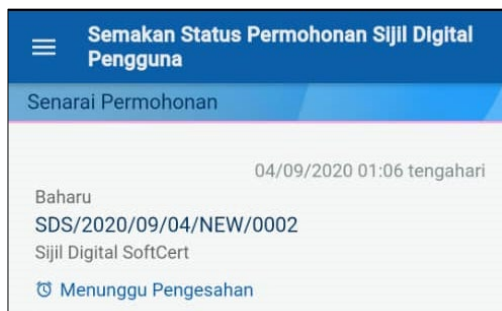 Semakan Status Permohonan Sijil Digital
Pengguna
Senarai Permohonan
04/09/2020 01:06 tengahari
Baharu
SDS/2020/09/04/NEW/0002
Sijil Digital SoftCert
Menunggu Pengesahan